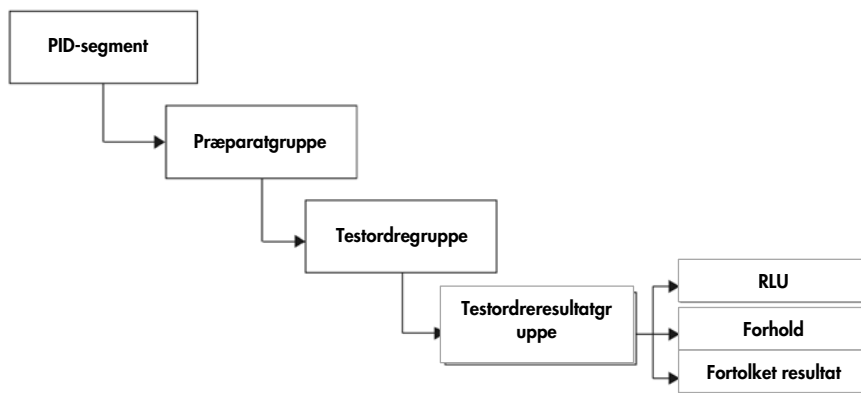 PID-segment
Præparatgruppe
Testordregruppe
Testordreresultatgr
uppe
RLU
Forhold
Fortolket resultat